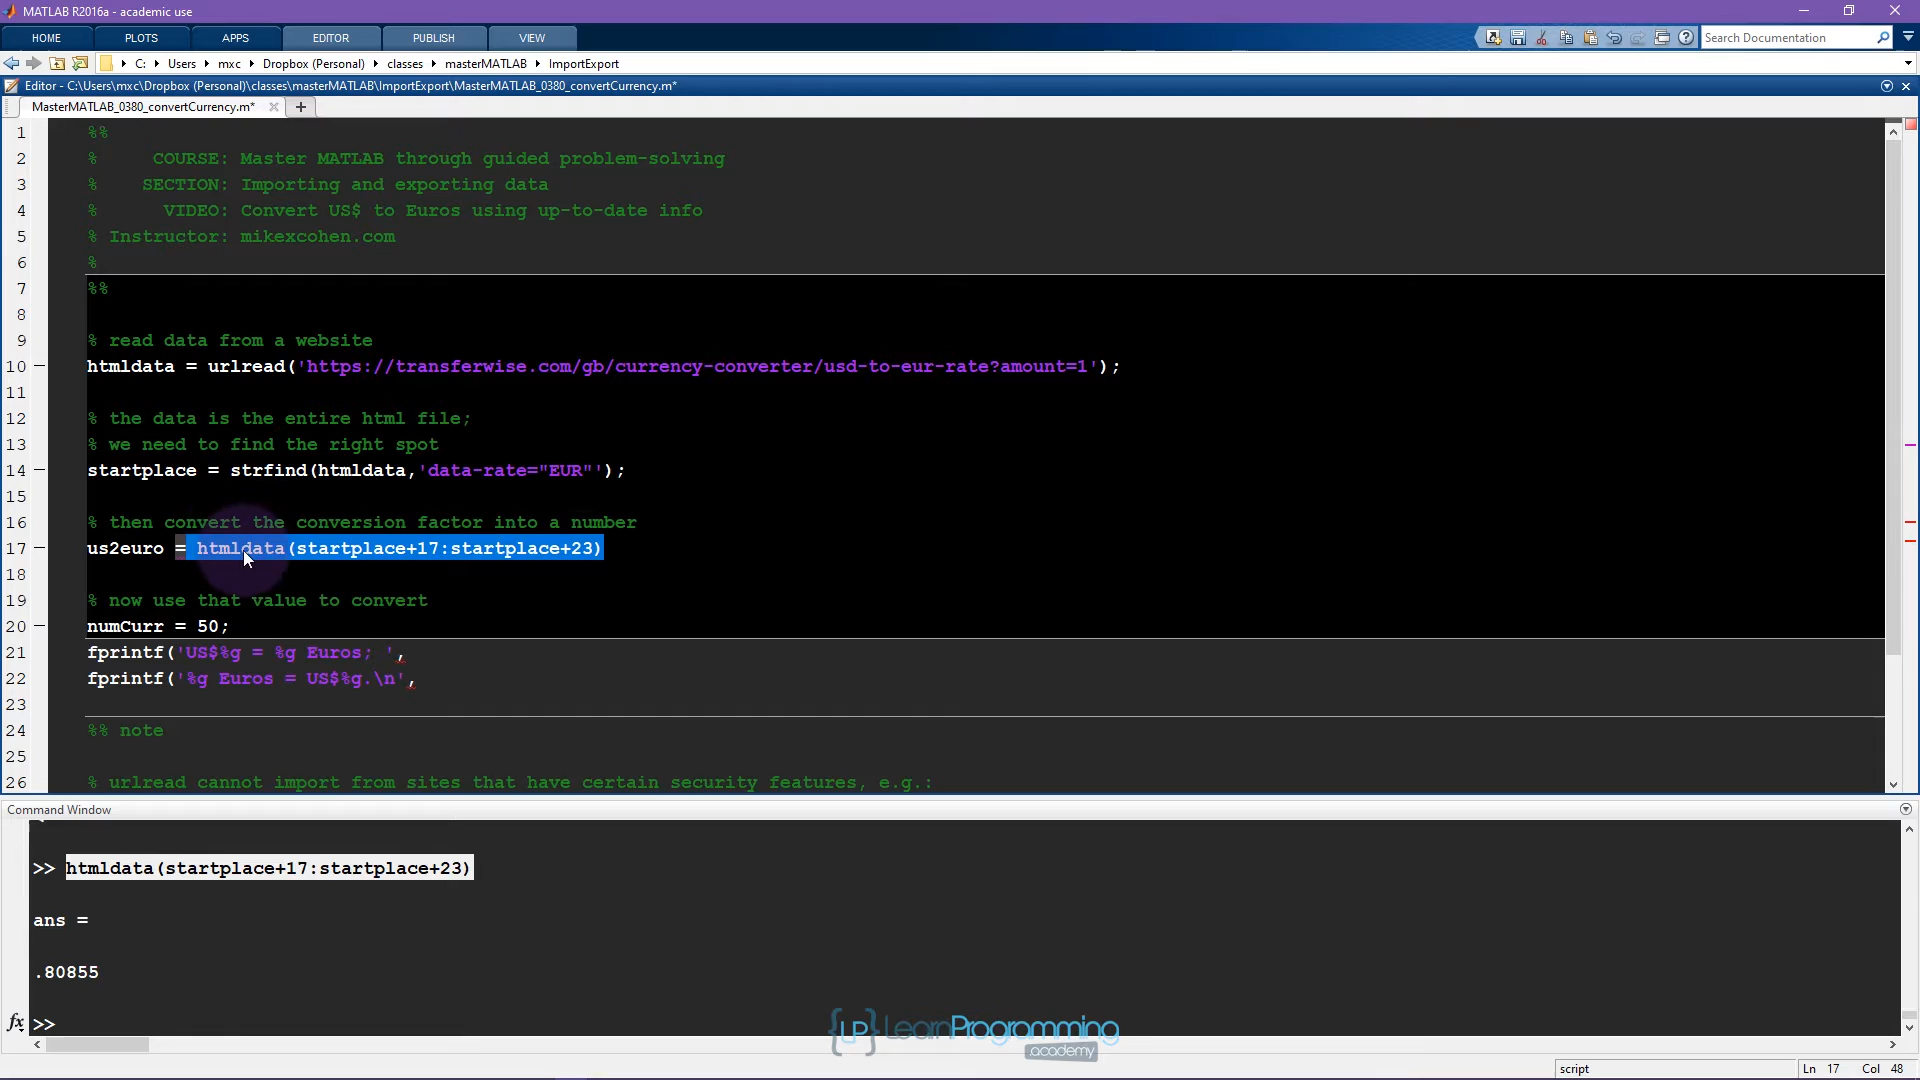 MATLAB R2016a - academic use
HOME PLOTS APPS EDITOR PUBLISH VIEW Search Documentation
C: Users mxc Dropbox (Personal) classes masterMATLAB ImportExport
Editor - C:\Users\mxc\Dropbox (Personal)\classes\masterMATLAB\ImportExport\MasterMATLAB_0380_convertCurrency.m*
MasterMATLAB_0380_convertCurrency.m* +
1 %%
2 % COURSE: Master MATLAB through guided problem-solving
3 % SECTION: Importing and exporting data
4 % VIDEO: Convert US$ to Euros using up-to-date info
5 % Instructor: mikexcohen.com
6 %
7 %%
8
9 % read data from a website
10 htmldata = urlread('https://transferwise.com/gb/currency-converter/usd-to-eur-rate?amount=1');
11
12 % the data is the entire html file;
13 % we need to find the right spot
14 startplace = strfind(htmldata,'data-rate="EUR"');
15
16 % then convert the conversion factor into a number
17 us2euro = htmldata(startplace+17:startplace+23)
18
19 % now use that value to convert
20 numCurr = 50;
21 fprintf('US$%g = %g Euros; ',
22 fprintf('%g Euros = US$%g.\n',
23
24 %% note
25
26 % urlread cannot import from sites that have certain security features, e.g.:
Command Window
>> htmldata(startplace+17:startplace+23)
ans =
.80855
fx >>
{LP} LearnProgramming
.academy
script Ln 17 Col 48